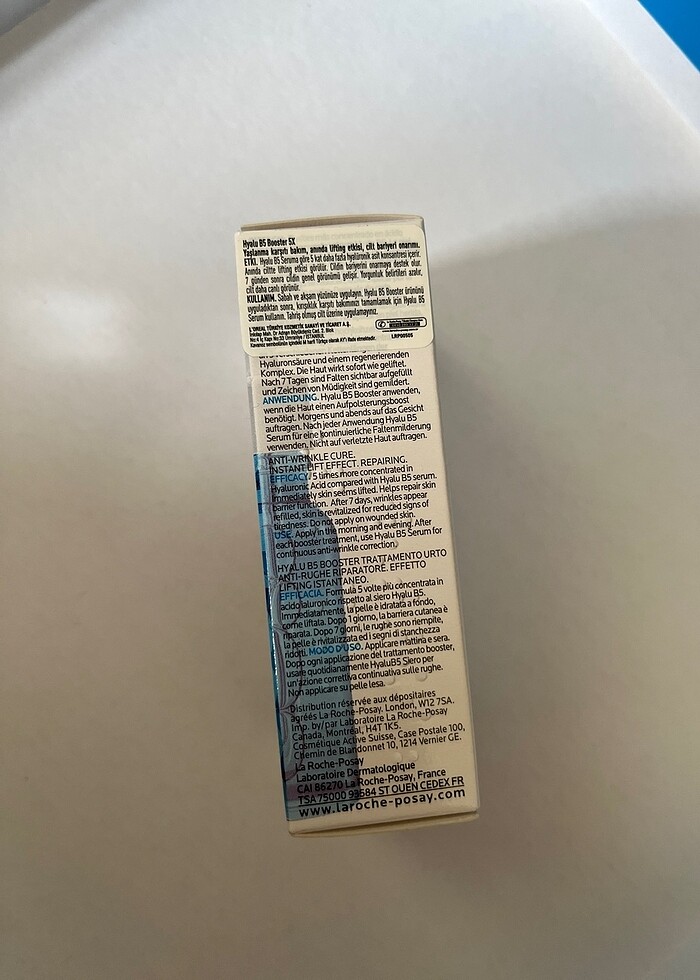 Hyalu B5 Booster 5X
Yaşlanma karşıtı bakım, anında lifting etkisi, cilt bariyeri onarımı.
ETKİ. Hyalu B5 Seruma göre 5 kat daha fazla hyalüronik asit konsantresi içerir.
Anında ciltte lifting etkisi görülür. Cildin bariyerini onarmaya destek olur.
7 günden sonra cildin genel görünümü gelişir. Yorgunluk belirtileri azalır,
cilt daha canlı görünür.
KULLANIM. Sabah ve akşam yüzünüze uygulayın. Hyalu B5 Booster ürününü
uyguladıktan sonra, kırışıklık karşıtı bakımınızı tamamlamak için Hyalu B5
Serum kullanın. Tahriş olmuş cilt üzerine uygulamayınız.
L'OREAL TÜRKİYE KOZMETİK SANAYİ VE TİCARET A.Ş.
İnkılap Mah. Dr Adnan Büyükdeniz Cad. 2. Blok
No:4 İç Kapı No:33 Ümraniye / İSTANBUL
LRP00505
Hyaluronsäure und einem regenerierenden
Komplex. Die Haut wirkt sofort wie geliftet.
Nach 7 Tagen sind Falten sichtbar aufgefüllt
und Zeichen von Müdigkeit sind gemildert.
ANWENDUNG. Hyalu B5 Booster anwenden,
wenn die Haut einen Aufpolsterungsboost
benötigt. Morgens und abends auf das Gesicht
auftragen. Nach jeder Anwendung Hyalu B5
Serum für eine kontinuierliche Faltenmilderung
verwenden. Nicht auf verletzte Haut auftragen.
ANTI-WRINKLE CURE.
INSTANT LIFT EFFECT. REPAIRING.
EFFICACY. 5 times more concentrated in
Hyaluronic Acid compared with Hyalu B5 serum.
Immediately skin seems lifted. Helps repair skin
barrier function. After 7 days, wrinkles appear
refilled, skin is revitalized for reduced signs of
tiredness. Do not apply on wounded skin.
USE. Apply in the morning and evening. After
each booster treatment, use Hyalu B5 Serum for
continuous anti-wrinkle correction.
HYALU B5 BOOSTER TRATTAMENTO URTO
ANTI-RUGHE RIPARATORE. EFFETTO
LIFTING ISTANTANEO.
EFFICACIA. Formula 5 volte più concentrata in
acido ialuronico rispetto al siero Hyalu B5.
Immediatamente, la pelle è idratata a fondo,
come liftata. Dopo 1 giorno, la barriera cutanea è
riparata. Dopo 7 giorni, le rughe sono riempite,
la pelle è rivitalizzata ed i segni di stanchezza
ridotti. MODO D'USO. Applicare mattina e sera.
Dopo ogni applicazione del trattamento booster,
usare quotidianamente HyaluB5 Siero per
un'azione correttiva continuativa sulle rughe.
Non applicare su pelle lesa.
Distribution réservée aux dépositaires
agréés La Roche-Posay. London, W12 7SA.
Imp. by/par Laboratoire La Roche-Posay
Canada, Montréal, H4T 1K5.
Cosmétique Active Suisse, Case Postale 100,
Chemin de Blandonnet 10, 1214 Vernier GE.
La Roche-Posay
Laboratoire Dermatologique
CAI 86270 La Roche-Posay, France
TSA 75000 93584 ST OUEN CEDEX FR
www.laroche-posay.com